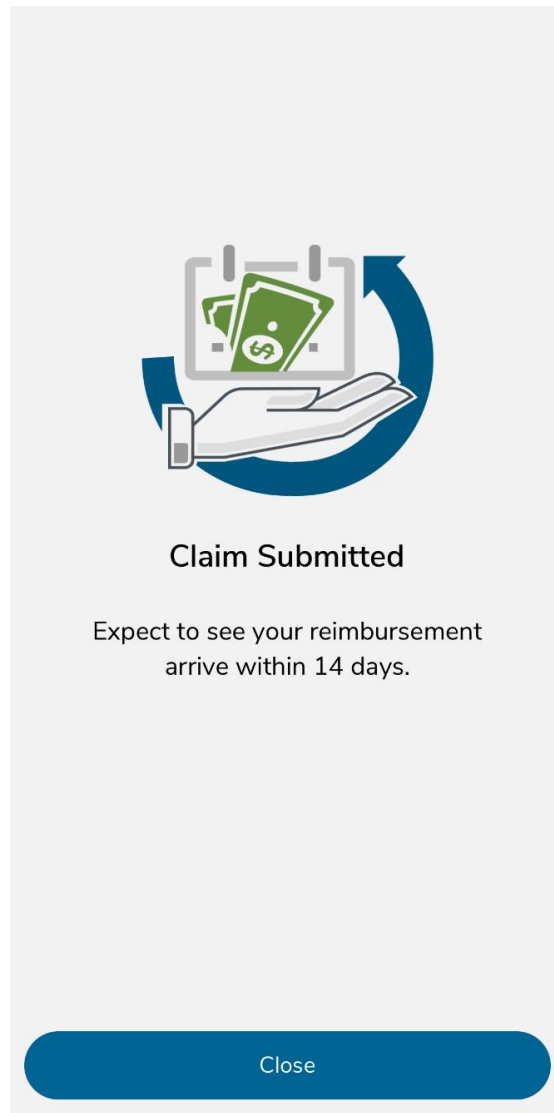 $
Claim Submitted
Expect to see your reimbursement
arrive within 14 days.
Close